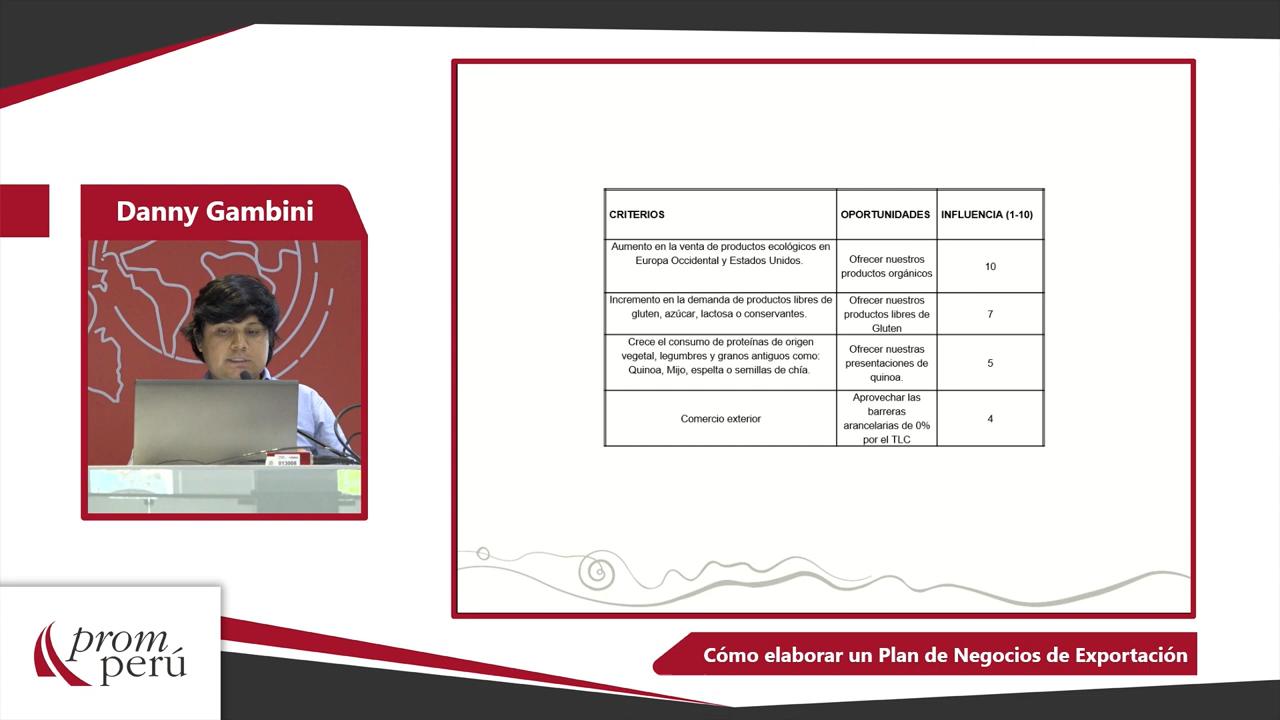 Danny Gambini
CRITERIOS
OPORTUNIDADES
INFLUENCIA (1-10)
Aumento en la venta de productos ecológicos en
Europa Occidental y Estados Unidos.
Ofrecer nuestros
productos orgánicos
10
Incremento en la demanda de productos libres de
gluten, azúcar, lactosa o conservantes.
Ofrecer nuestros
productos libres de
Gluten
7
Crece el consumo de proteínas de origen
vegetal, legumbres y granos antiguos como:
Quinoa, Mijo, espelta o semillas de chía.
Ofrecer nuestras
presentaciones de
quinoa.
5
Comercio exterior
Aprovechar las
barreras
arancelarias de 0%
por el TLC
4
prom
perú
Cómo elaborar un Plan de Negocios de Exportación